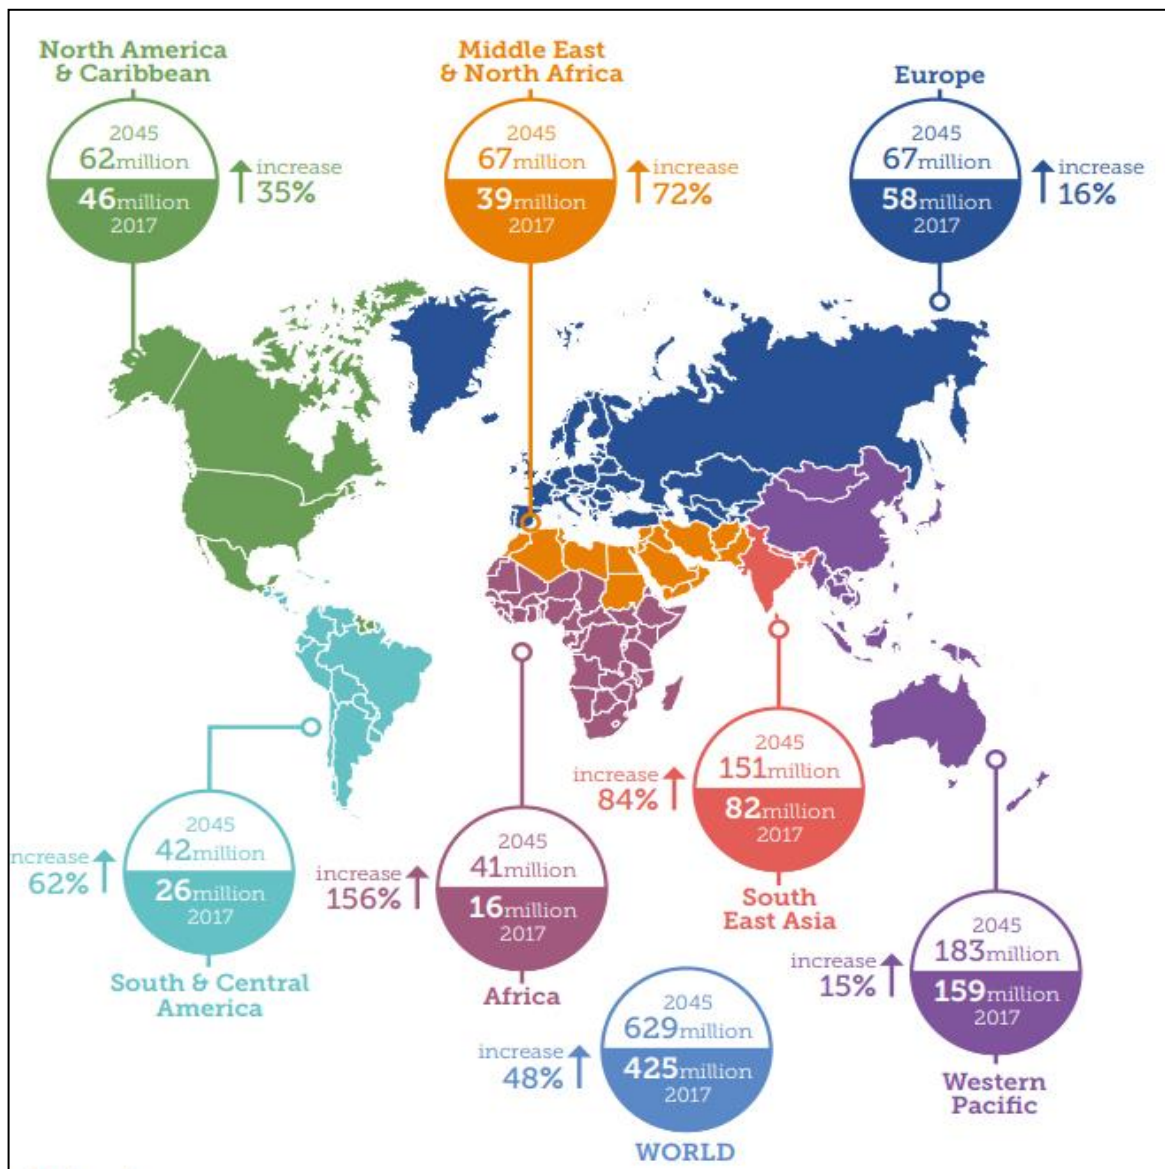 North America
& Caribbean
2045
62million
46million
2017
increase
35%
Middle East
& North Africa
2045
67million
39million
2017
increase
72%
Europe
2045
67million
58million
2017
increase
16%
2045
42million
26million
2017
ncrease
62%
South & Central
America
increase
156%
2045
41million
16million
2017
Africa
increase
84%
2045
151million
82million
2017
South
East Asia
increase
15%
2045
183million
159million
2017
Western
Pacific
increase
48%
2045
629million
425million
2017
WORLD